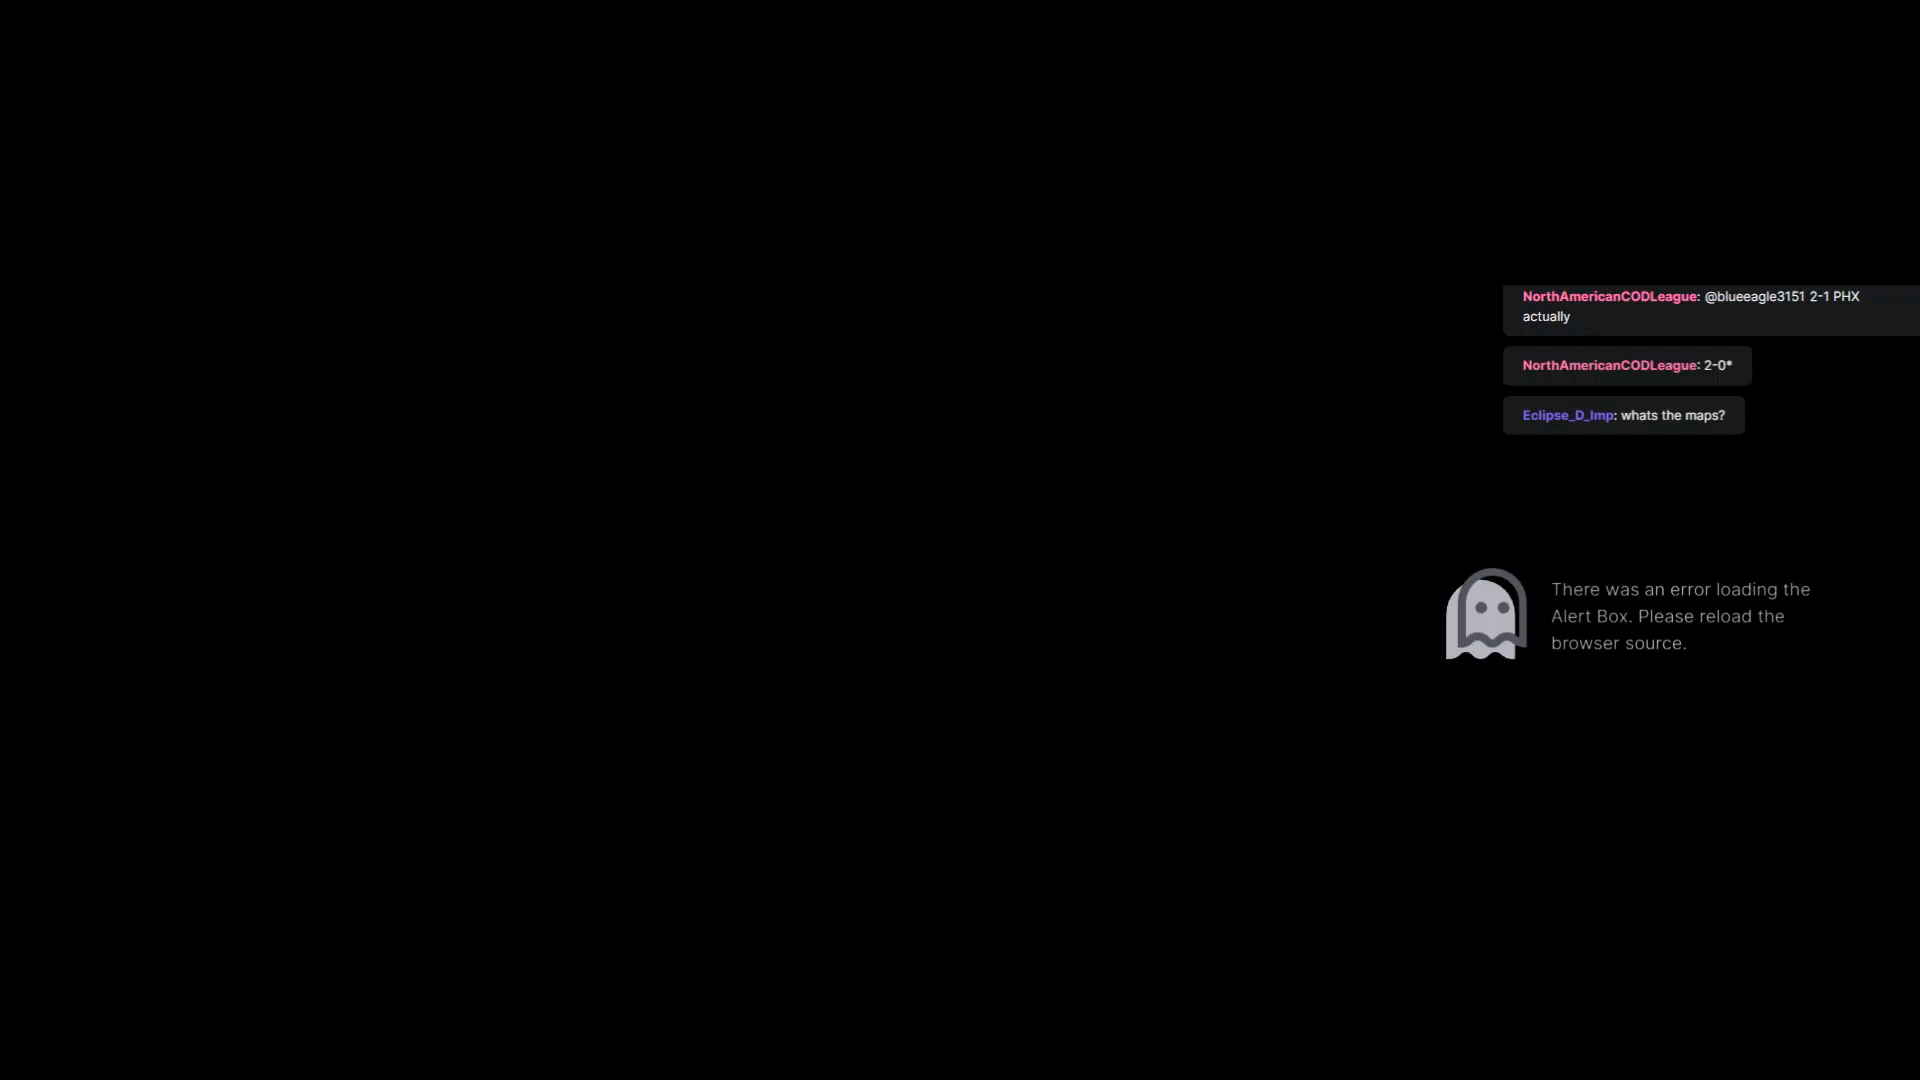 NorthAmericanCODLeague: @blueeagle3151 2-1 PHX
actually
NorthAmericanCODLeague: 2-0*
Eclipse_D_Imp: whats the maps?
There was an error loading the
Alert Box. Please reload the
browser source.